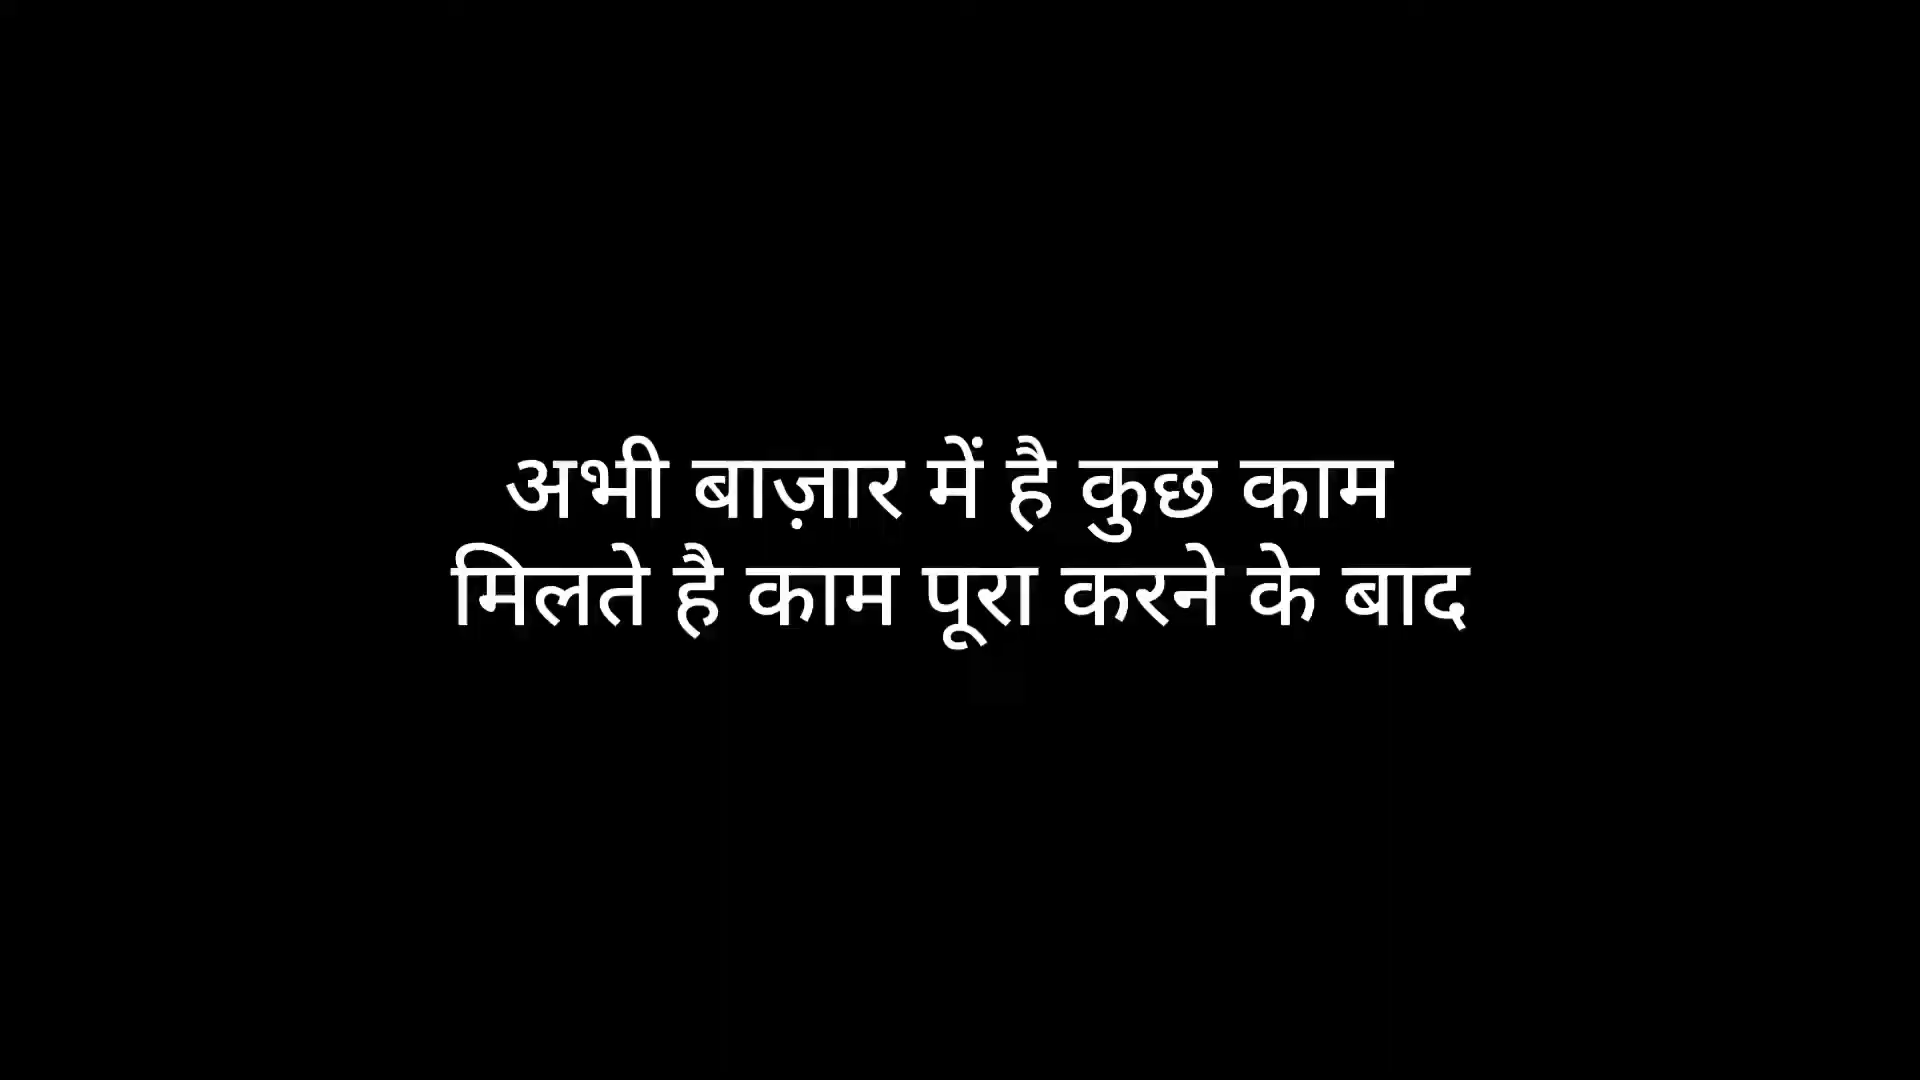 अभी बाज़ार में है कुछ काम
मिलते है काम पूरा करने के बाद